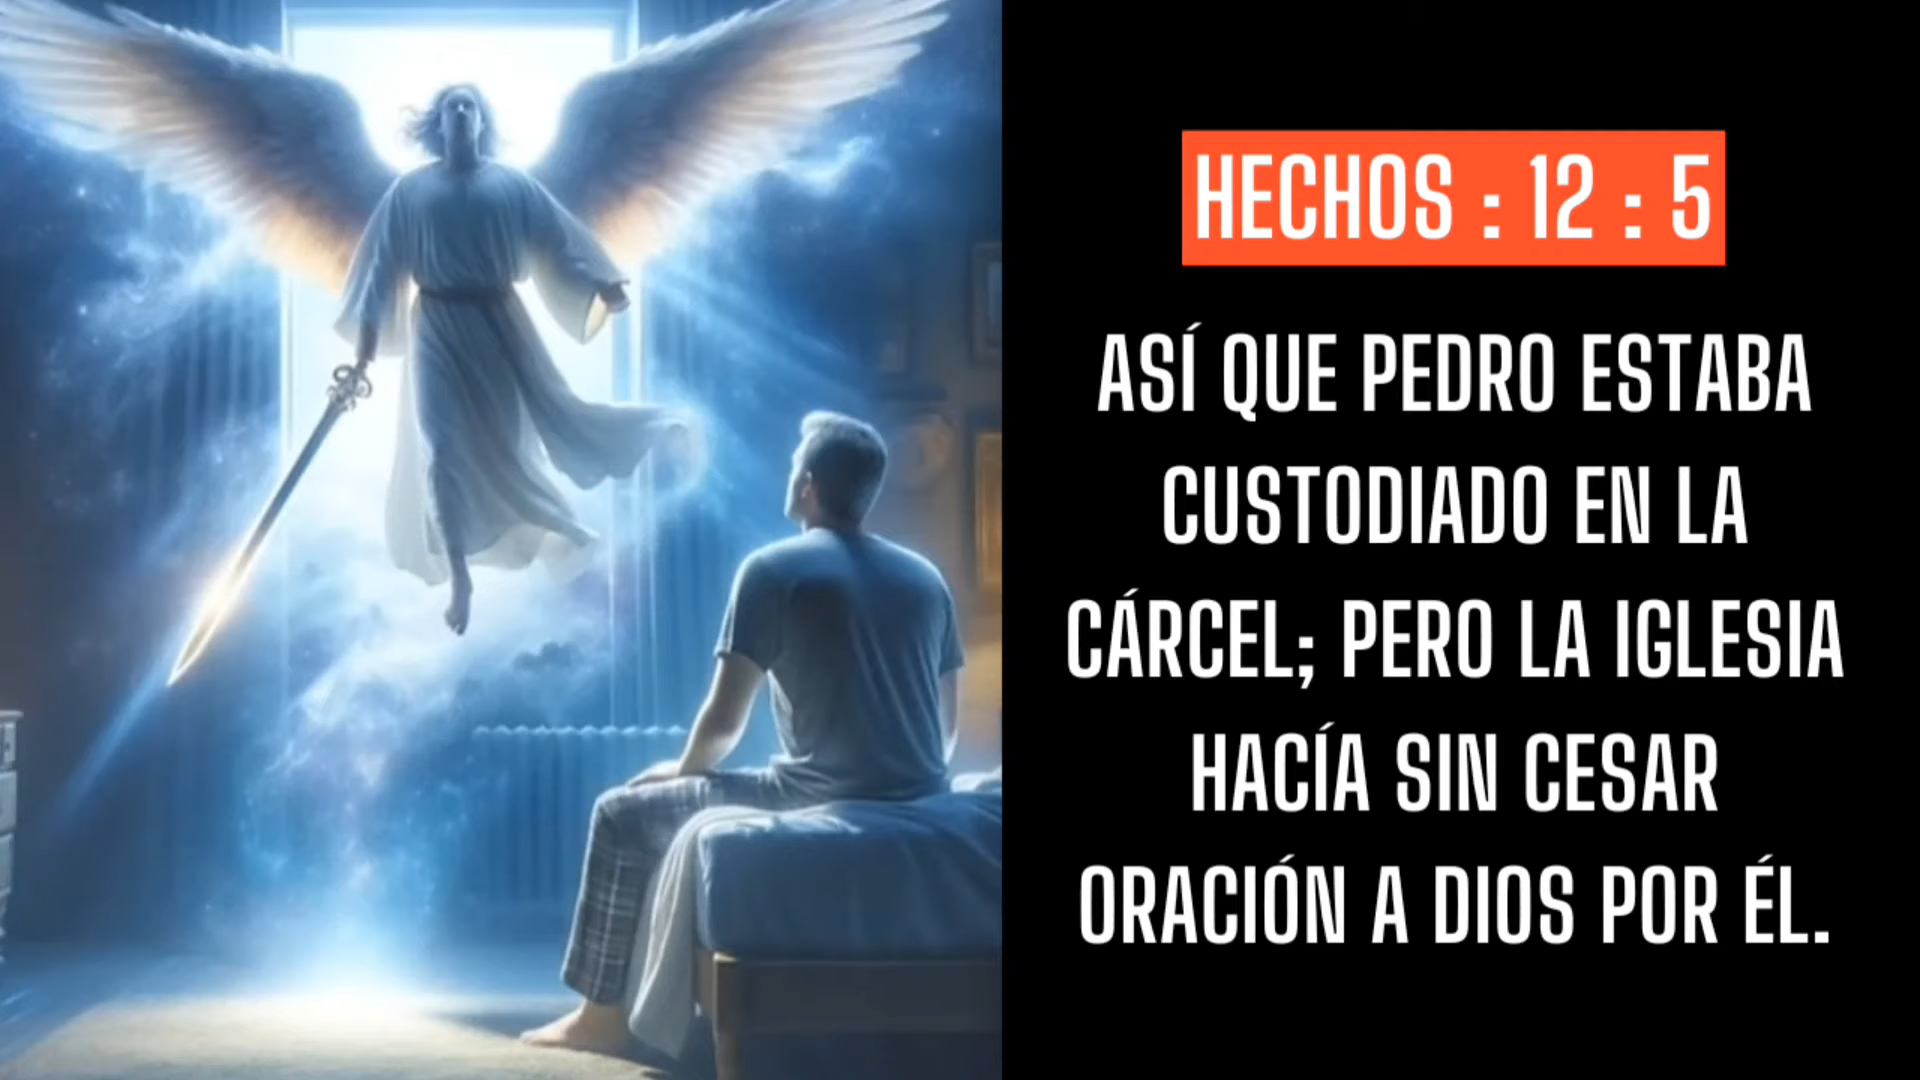 HECHOS : 12 : 5
ASÍ QUE PEDRO ESTABA
CUSTODIADO EN LA
CÁRCEL; PERO LA IGLESIA
HACÍA SIN CESAR
ORACIÓN A DIOS POR ÉL.